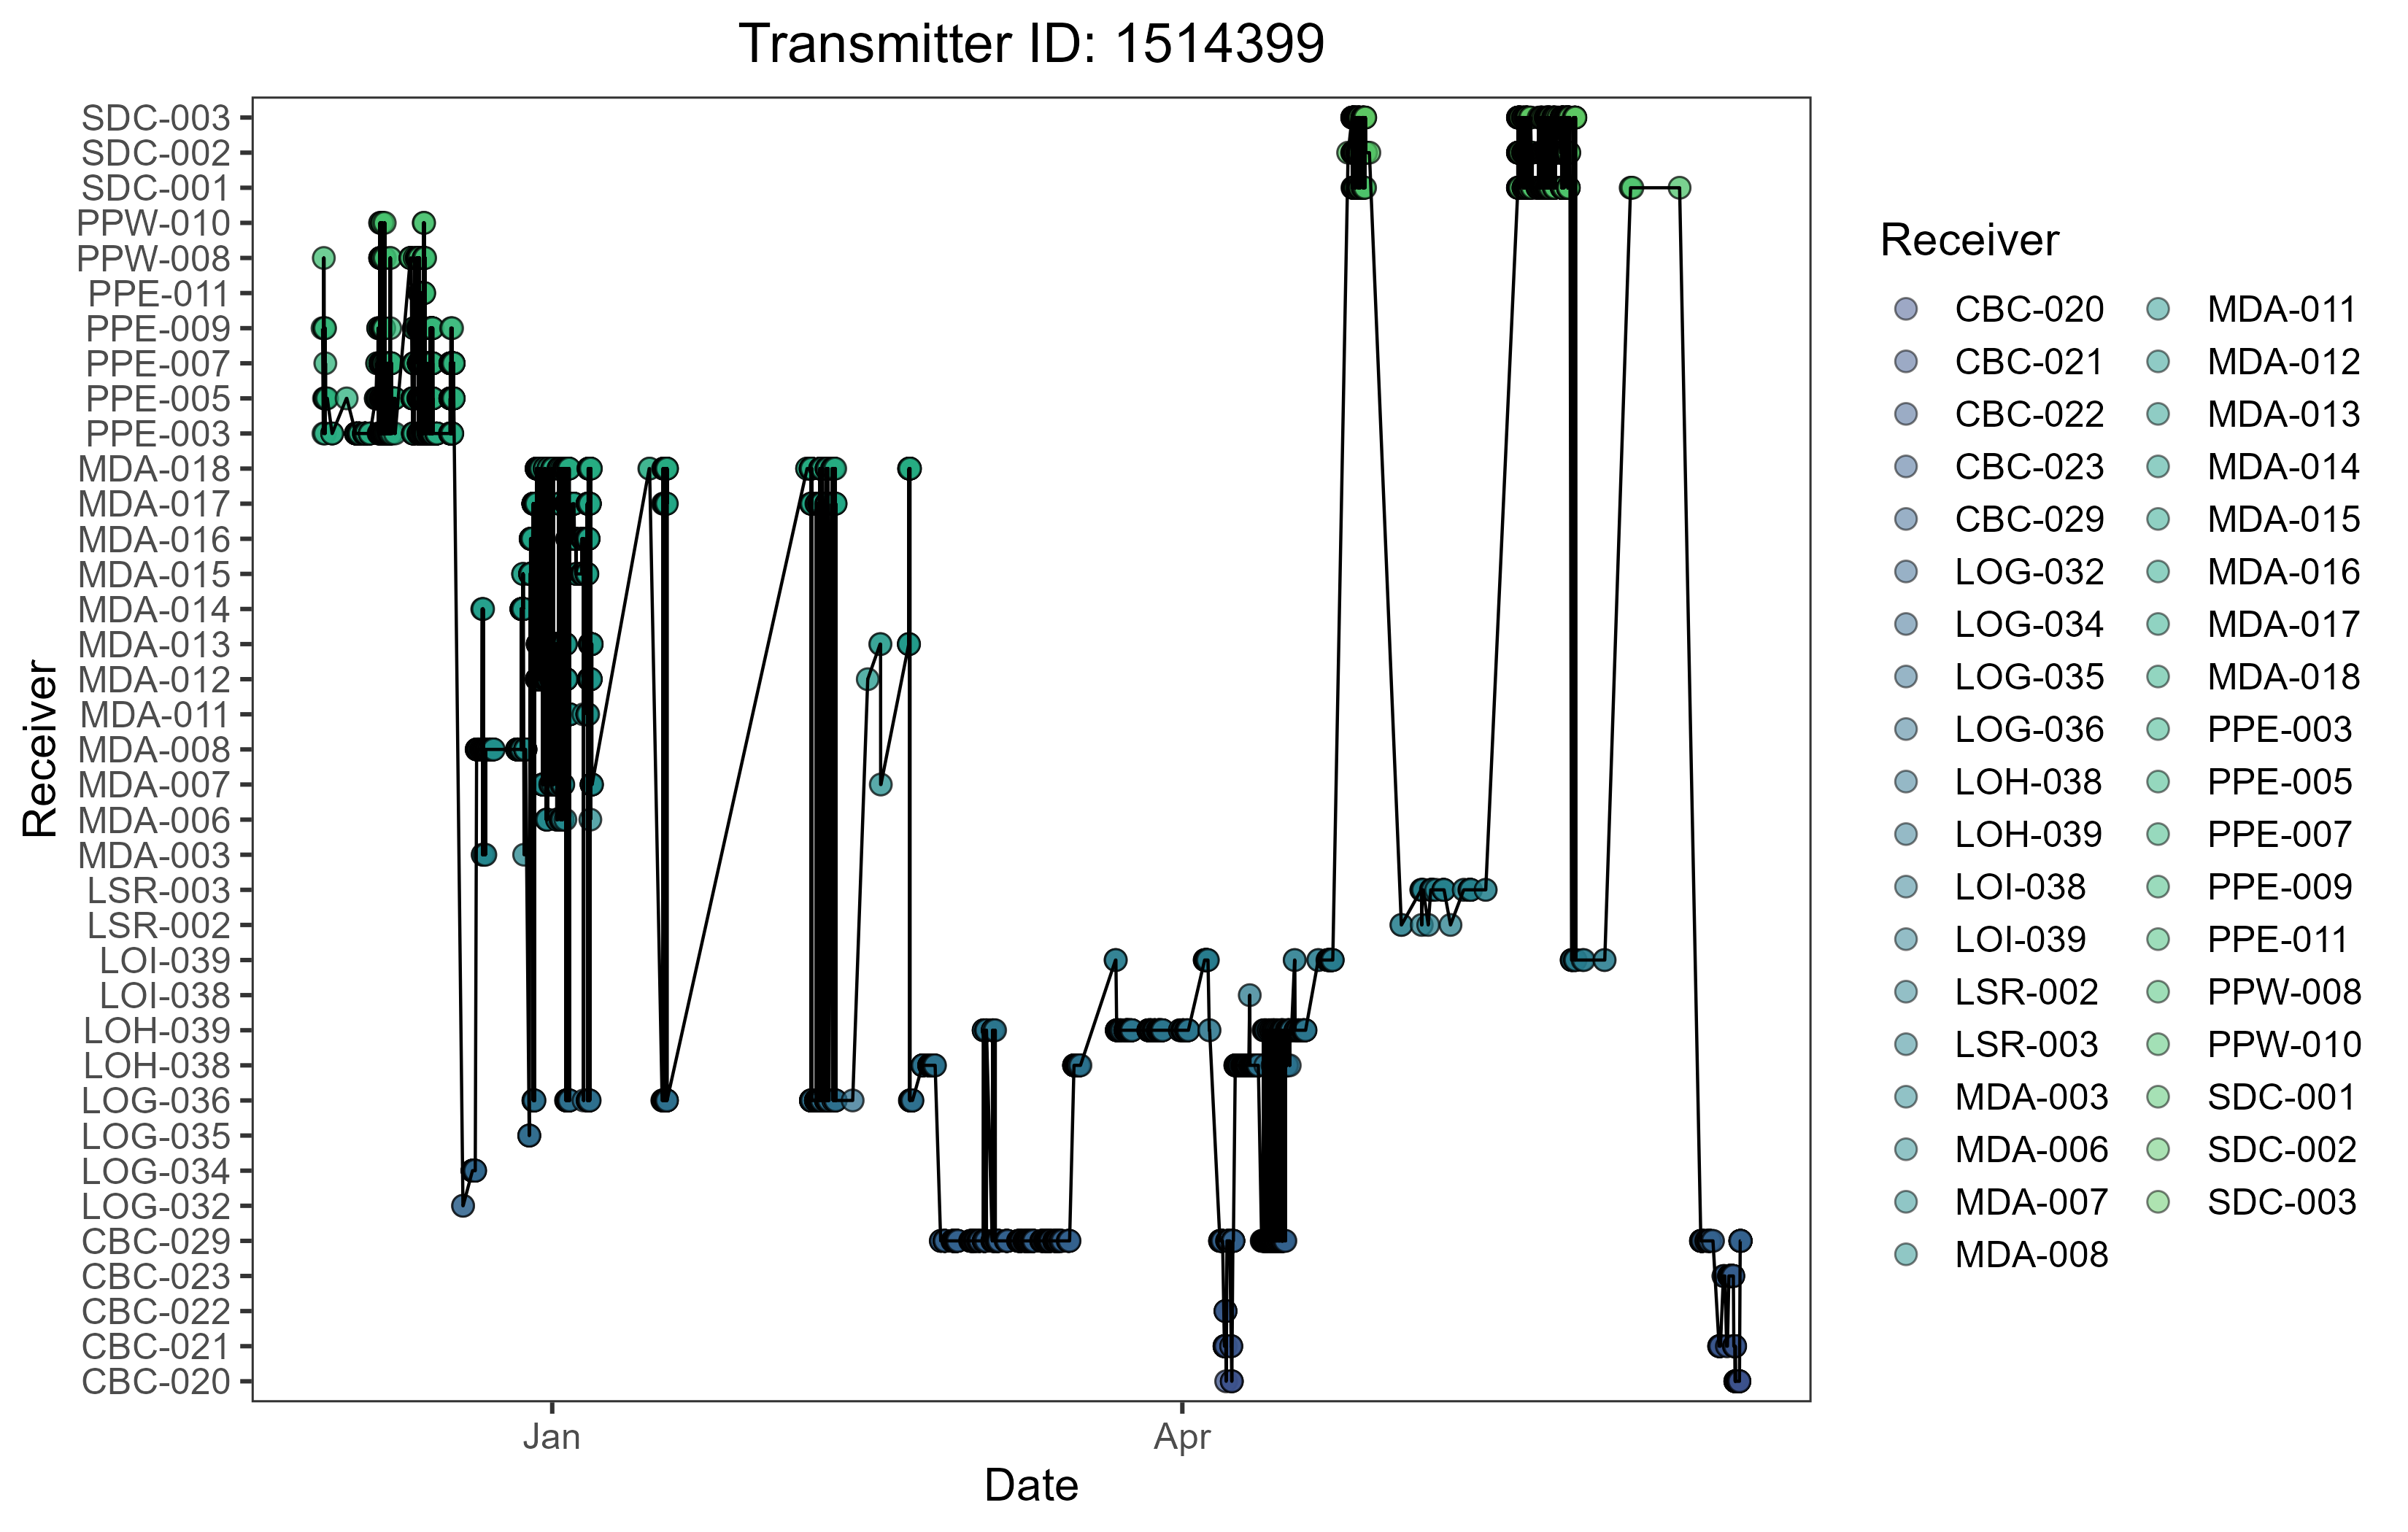 Transmitter ID: 1514399
SDC-003
SDC-002
SDC-001
PPW-010
PPW-008
PPE-011
PPE-009
PPE-007
PPE-005
PPE-003
MDA-018
MDA-017
MDA-016
MDA-015
MDA-014
MDA-013
MDA-012
MDA-011
MDA-008
MDA-007
MDA-006
MDA-003
LSR-003
LSR-002
LOI-039
LOI-038
LOH-039
LOH-038
LOG-036
LOG-035
LOG-034
LOG-032
CBC-029
CBC-023
CBC-022
CBC-021
CBC-020
Receiver
Jan Apr
Date
Receiver
CBC-020 MDA-011
CBC-021 MDA-012
CBC-022 MDA-013
CBC-023 MDA-014
CBC-029 MDA-015
LOG-032 MDA-016
LOG-034 MDA-017
LOG-035 MDA-018
LOG-036 PPE-003
LOH-038 PPE-005
LOH-039 PPE-007
LOI-038 PPE-009
LOI-039 PPE-011
LSR-002 PPW-008
LSR-003 PPW-010
MDA-003 SDC-001
MDA-006 SDC-002
MDA-007 SDC-003
MDA-008